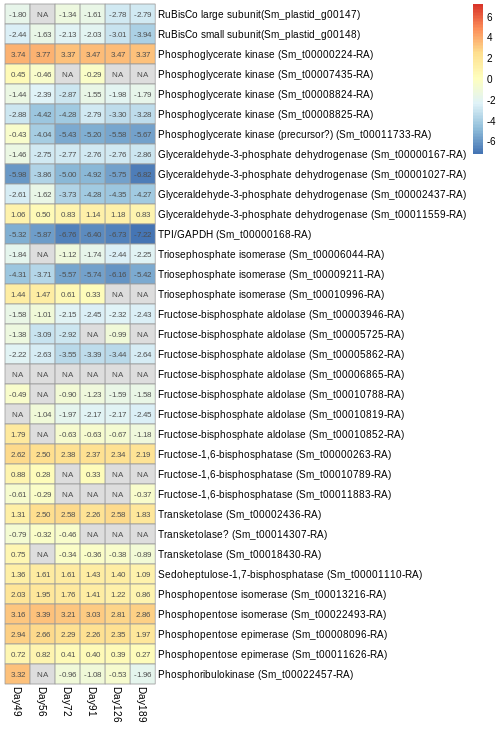 -1.80 NA -1.34 -1.61 -2.78 -2.79 RuBisCo large subunit(Sm_plastid_g00147)
-2.44 -1.63 -2.13 -2.03 -3.01 -3.94 RuBisCo small subunit(Sm_plastid_g00148)
3.74 3.77 3.37 3.47 3.47 3.37 Phosphoglycerate kinase (Sm_t00000224-RA)
0.45 -0.46 NA -0.29 NA NA Phosphoglycerate kinase (Sm_t00007435-RA)
-1.44 -2.39 -2.87 -1.55 -1.98 -1.79 Phosphoglycerate kinase (Sm_t00008824-RA)
-2.88 -4.42 -4.28 -2.79 -3.30 -3.28 Phosphoglycerate kinase (Sm_t00008825-RA)
-0.43 -4.04 -5.43 -5.20 -5.58 -5.67 Phosphoglycerate kinase (precursor?) (Sm_t00011733-RA)
-1.46 -2.75 -2.77 -2.76 -2.76 -2.86 Glyceraldehyde-3-phosphate dehydrogenase (Sm_t00000167-RA)
-5.98 -3.86 -5.00 -4.92 -5.75 -6.82 Glyceraldehyde-3-phosphate dehydrogenase (Sm_t00001027-RA)
-2.61 -1.62 -3.73 -4.28 -4.35 -4.27 Glyceraldehyde-3-phosphate dehydrogenase (Sm_t00002437-RA)
1.06 0.50 0.83 1.14 1.18 0.83 Glyceraldehyde-3-phosphate dehydrogenase (Sm_t00011559-RA)
-5.32 -5.87 -6.76 -6.40 -6.73 -7.22 TPI/GAPDH (Sm_t00000168-RA)
-1.84 NA -1.12 -1.74 -2.44 -2.25 Triosephosphate isomerase (Sm_t00006044-RA)
-4.31 -3.71 -5.57 -5.74 -6.16 -5.42 Triosephosphate isomerase (Sm_t00009211-RA)
1.44 1.47 0.61 0.33 NA NA Triosephosphate isomerase (Sm_t00010996-RA)
-1.58 -1.01 -2.15 -2.45 -2.32 -2.43 Fructose-bisphosphate aldolase (Sm_t00003946-RA)
-1.38 -3.09 -2.92 NA -0.99 NA Fructose-bisphosphate aldolase (Sm_t00005725-RA)
-2.22 -2.63 -3.55 -3.39 -3.44 -2.64 Fructose-bisphosphate aldolase (Sm_t00005862-RA)
NA NA NA NA NA NA Fructose-bisphosphate aldolase (Sm_t00006865-RA)
-0.49 NA -0.90 -1.23 -1.59 -1.58 Fructose-bisphosphate aldolase (Sm_t00010788-RA)
NA -1.04 -1.97 -2.17 -2.17 -2.45 Fructose-bisphosphate aldolase (Sm_t00010819-RA)
1.79 NA -0.63 -0.63 -0.67 -1.18 Fructose-bisphosphate aldolase (Sm_t00010852-RA)
2.62 2.50 2.38 2.37 2.34 2.19 Fructose-1,6-bisphosphatase (Sm_t00000263-RA)
0.88 0.28 NA 0.33 NA NA Fructose-1,6-bisphosphatase (Sm_t00010789-RA)
-0.61 -0.29 NA NA NA -0.37 Fructose-1,6-bisphosphatase (Sm_t00011883-RA)
1.31 2.50 2.58 2.26 2.58 1.83 Transketolase (Sm_t00002436-RA)
-0.79 -0.32 -0.46 NA NA NA Transketolase? (Sm_t00014307-RA)
0.75 NA -0.34 -0.36 -0.38 -0.89 Transketolase (Sm_t00018430-RA)
1.36 1.61 1.61 1.43 1.40 1.09 Sedoheptulose-1,7-bisphosphatase (Sm_t00001110-RA)
2.03 1.95 1.76 1.41 1.22 0.86 Phosphopentose isomerase (Sm_t00013216-RA)
3.16 3.39 3.21 3.03 2.81 2.86 Phosphopentose isomerase (Sm_t00022493-RA)
2.94 2.66 2.29 2.26 2.35 1.97 Phosphopentose epimerase (Sm_t00008096-RA)
0.72 0.82 0.41 0.40 0.39 0.27 Phosphopentose epimerase (Sm_t00011626-RA)
3.32 NA -0.96 -1.08 -0.53 -1.96 Phosphoribulokinase (Sm_t00022457-RA)
Day49 Day56 Day72 Day91 Day126 Day189
6
4
2
0
-2
-4
-6